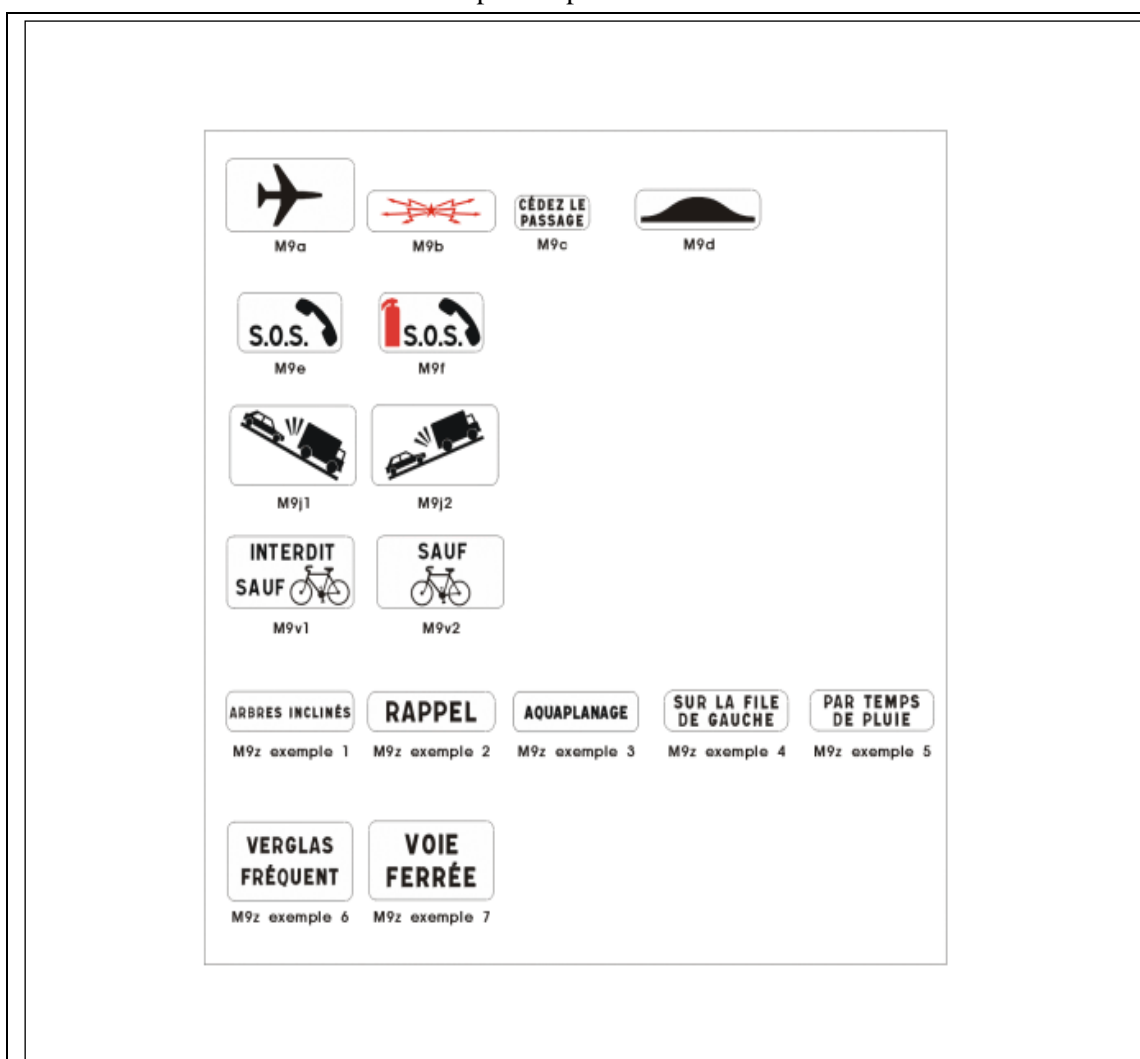 M9a
M9b
CÉDEZ LE
PASSAGE
M9c
M9d
S.O.S.
M9e
S.O.S.
M9f
M9j1
M9j2
INTERDIT
SAUF
M9v1
SAUF
M9v2
ARBRES INCLINÉS
M9z exemple 1
RAPPEL
M9z exemple 2
AQUAPLANAGE
M9z exemple 3
SUR LA FILE
DE GAUCHE
M9z exemple 4
PAR TEMPS
DE PLUIE
M9z exemple 5
VERGLAS
FRÉQUENT
M9z exemple 6
VOIE
FERRÉE
M9z exemple 7